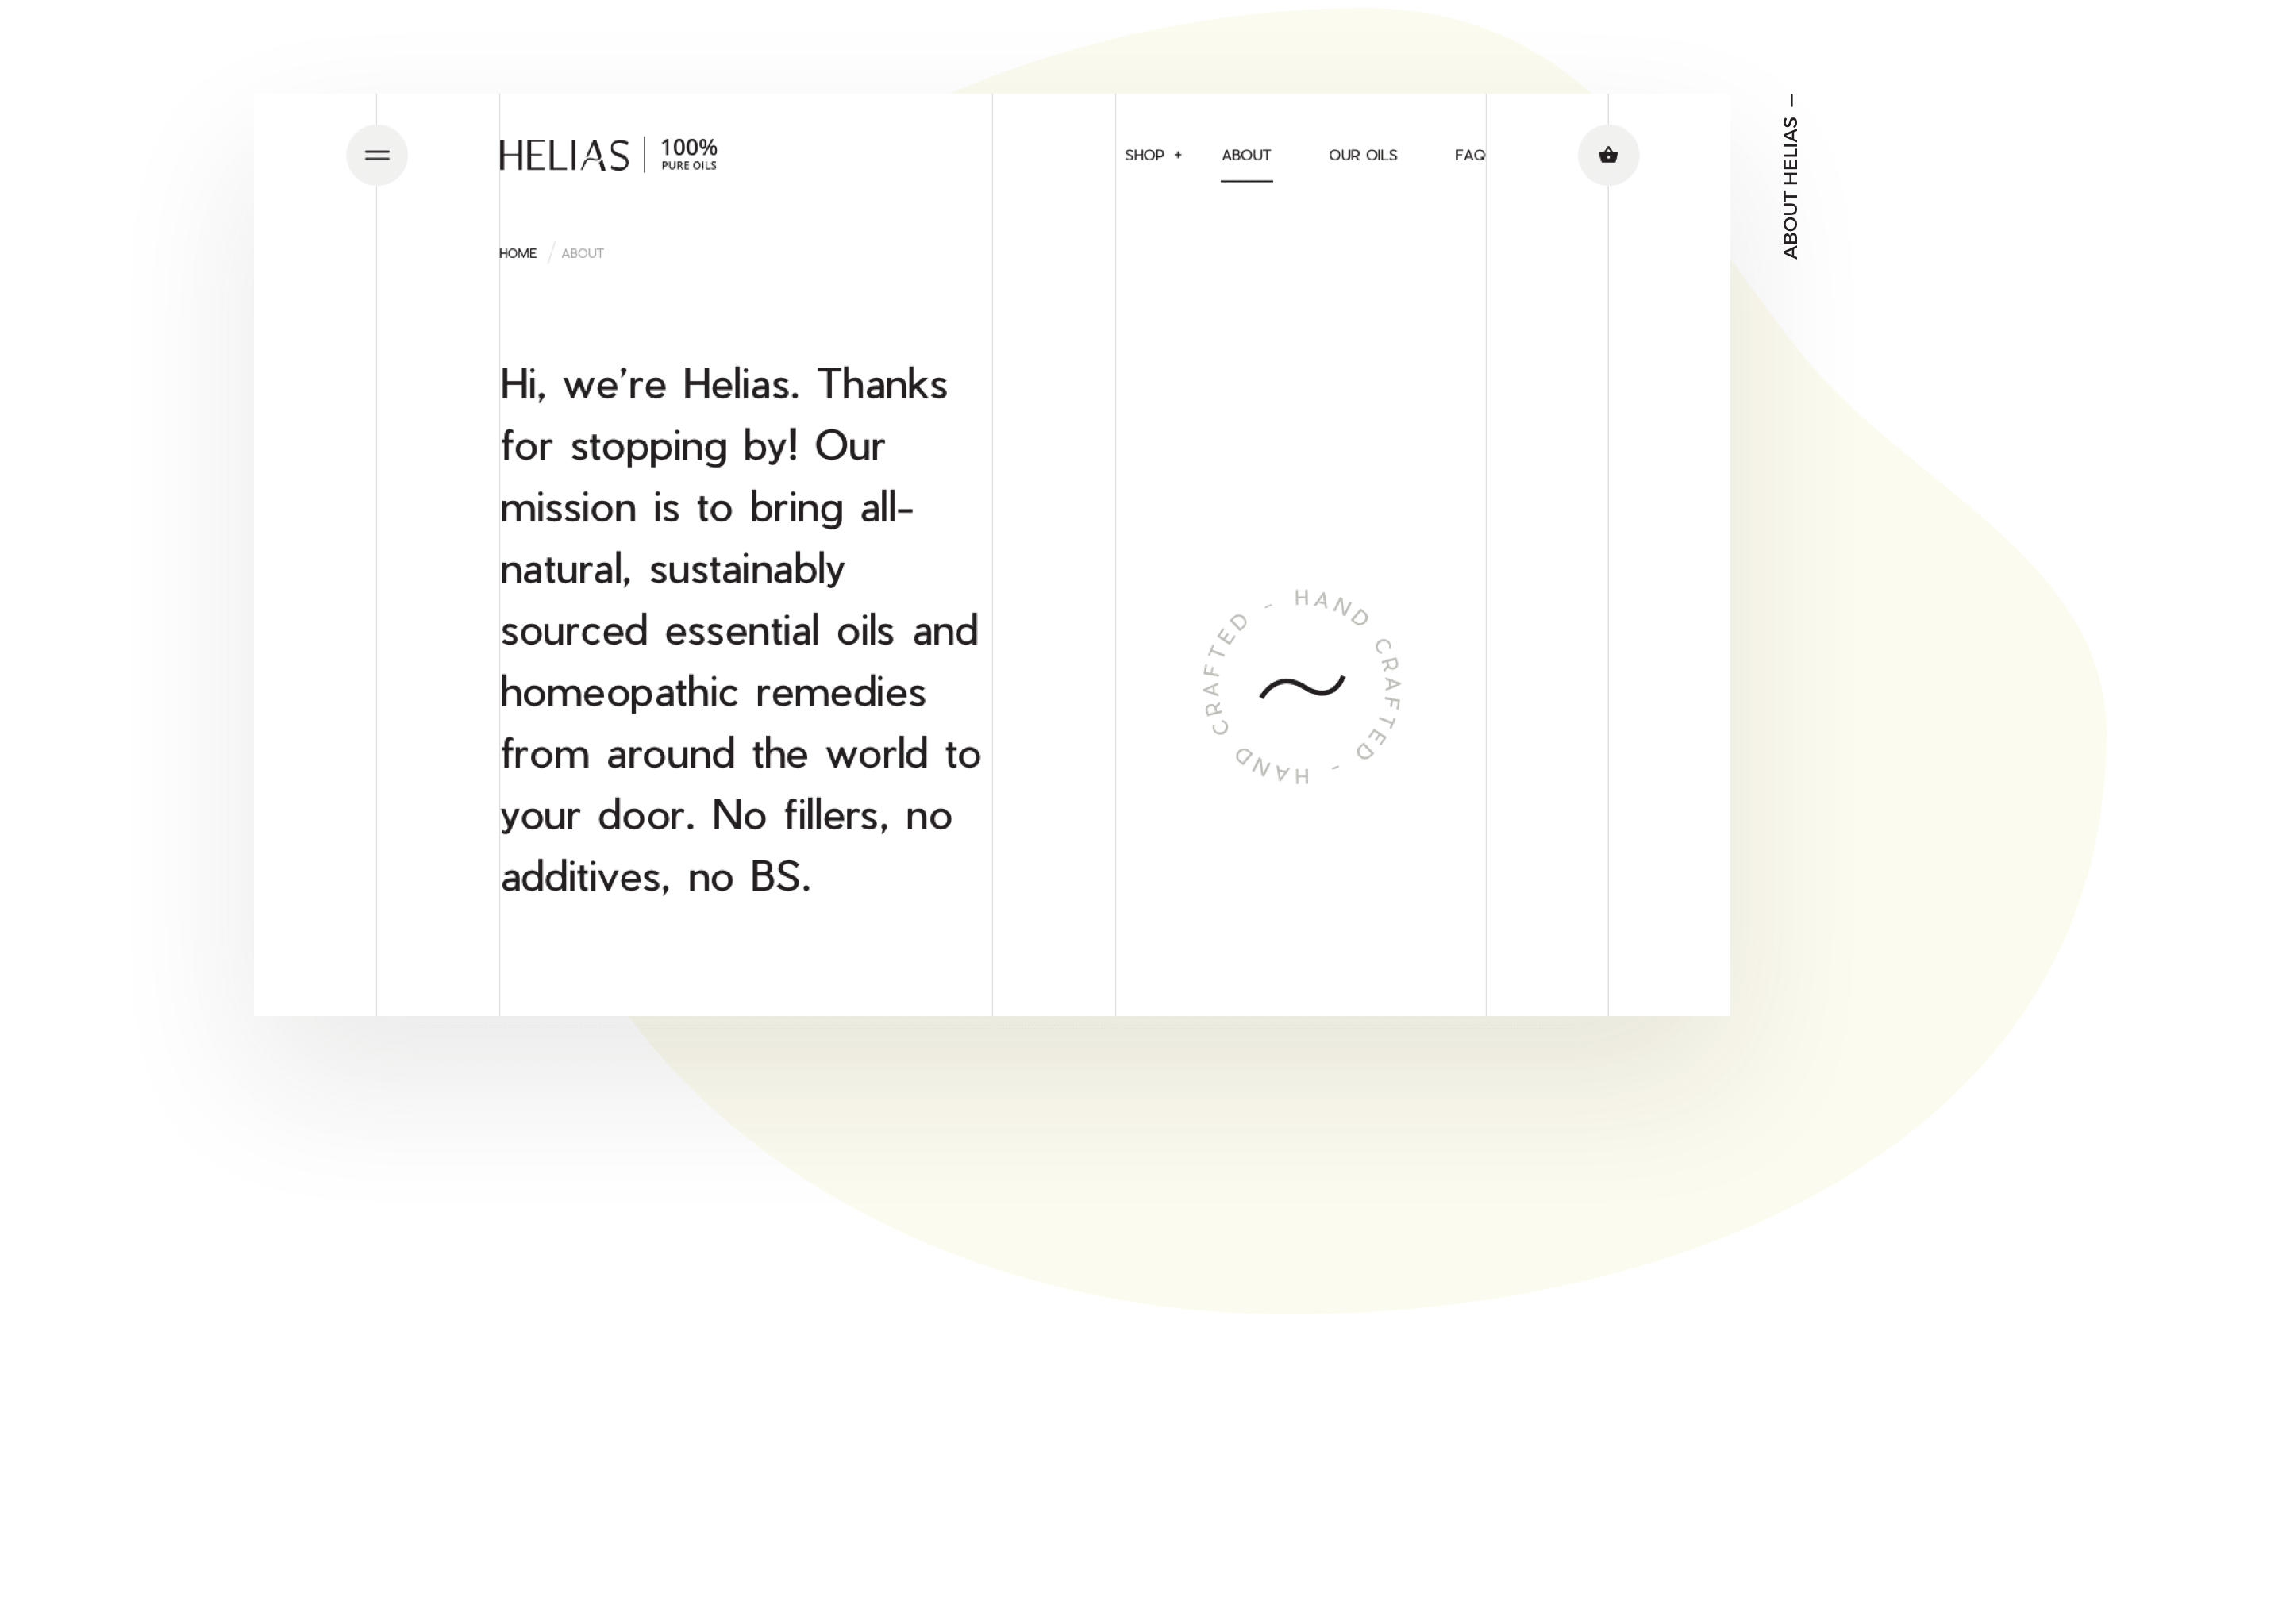 HELIAS
100%
PURE OILS
SHOP +
ABOUT
OUR OILS
FAQ
ABOUT HELIAS —
HOME / ABOUT
Hi, we’re Helias. Thanks
for stopping by! Our
mission is to bring all-
natural, sustainably
sourced essential oils and
homeopathic remedies
from around the world to
your door. No fillers, no
additives, no BS.
HAND CRAFTED - HAND CRAFTED -